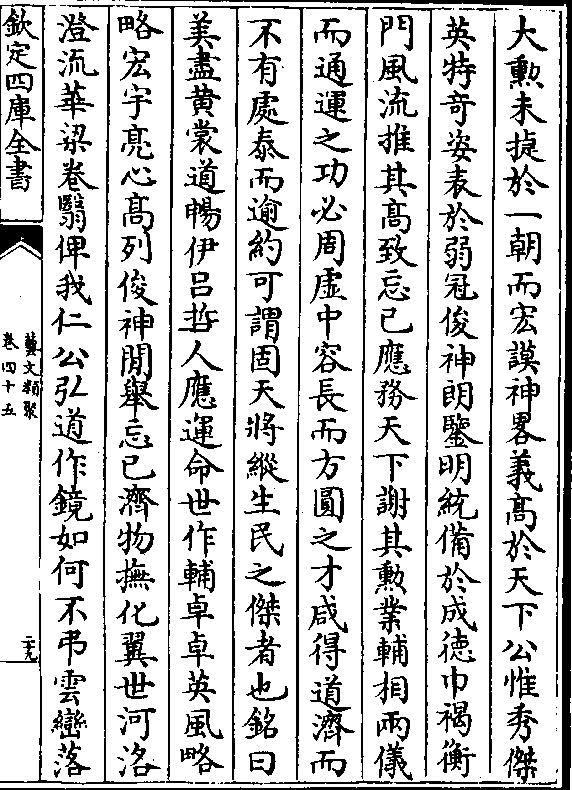 大勲未㨗於一朝而宏謨神畧義髙於天下公惟秀傑
英特奇姿表於弱冠俊神朗鑒明統備於成徳巾褐衡
門風流推其髙致忘己應務天下謝其勲業輔相兩儀
而通運之功必周虚中容長而方圓之才咸得道濟而
不有處泰而逾約可謂固天將縱生民之傑者也銘曰
美盡黄裳道暢伊吕哲人應運命世作輔卓卓英風略
略宏宇亮心髙列俊神閒舉忘己濟物撫化翼世河洛
澄流華梁卷翳俾我仁公弘道作鏡如何不弔雲巒落
欽定四庫全書
藝文類聚
卷四十五
二十九